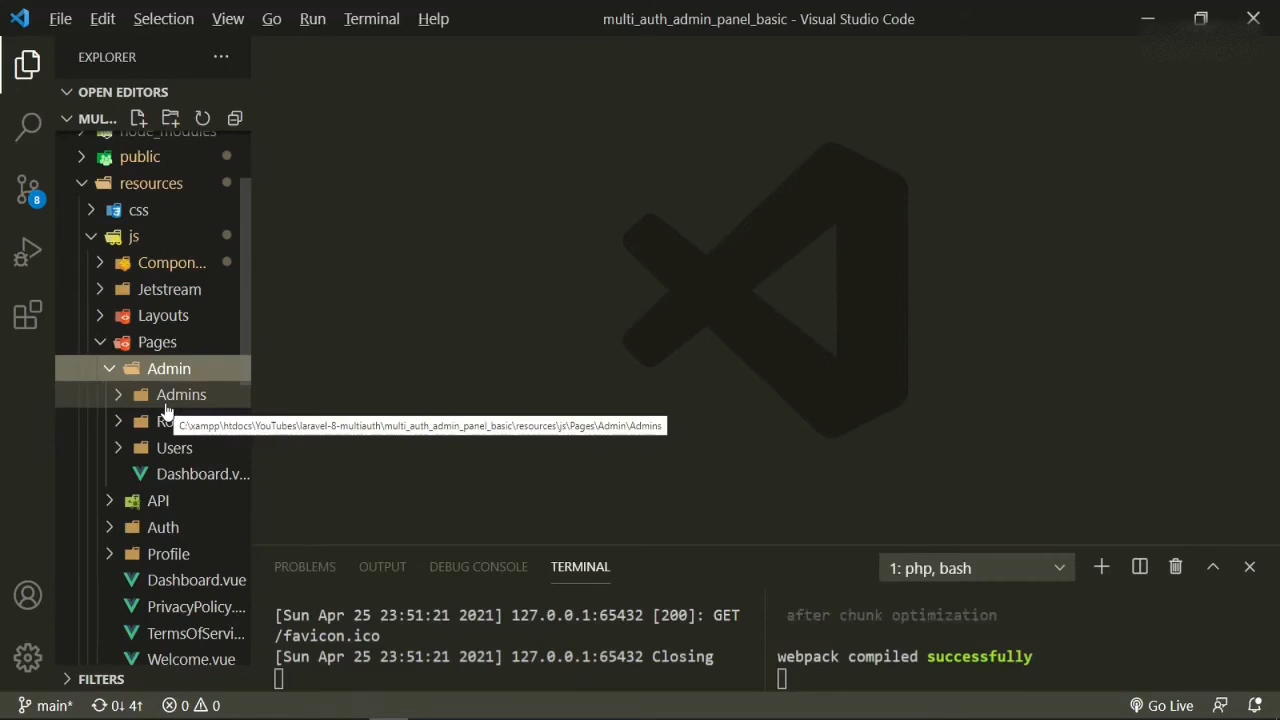 File Edit Selection View Go Run Terminal Help
multi_auth_admin_panel_basic - Visual Studio Code
EXPLORER
OPEN EDITORS
MUL...
node_modules
public
resources
8
css
js
Compon...
Jetstream
Layouts
Pages
Admin
Admins
C:\xampp\htdocs\YouTubes\laravel-8-multiauth\multi_auth_admin_panel_basic\resources\js\Pages\Admin\Admins
Users
Dashboard.v...
API
Auth
Profile
Dashboard.vue
PrivacyPolicy....
TermsOfServi...
Welcome.vue
FILTERS
PROBLEMS OUTPUT DEBUG CONSOLE TERMINAL
1: php, bash
[Sun Apr 25 23:51:21 2021] 127.0.0.1:65432 [200]: GET
/favicon.ico
[Sun Apr 25 23:51:21 2021] 127.0.0.1:65432 Closing
after chunk optimization
webpack compiled successfully
main* 0↓ 4↑ 0 0
Go Live